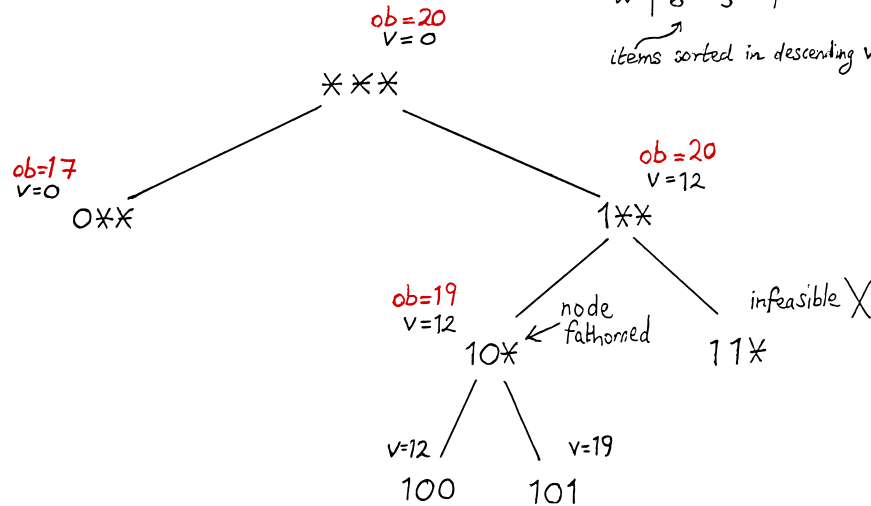 ob=20
v=0
items sorted in descending v
***
ob=17
v=0
0**
ob=20
v=12
1**
ob=19
v=12
node
fathomed
10*
infeasible X
11*
v=12
v=19
100
101